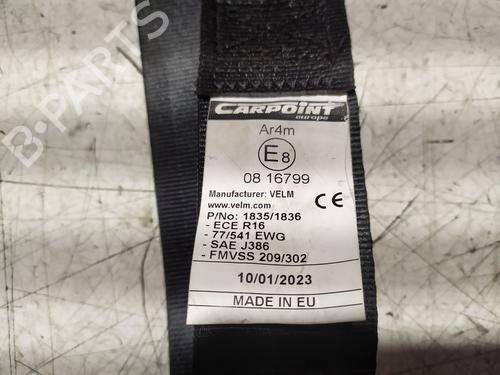 B-PARTS
CARPOINT
europe
Ar4m
E8
08 16799
Manufacturer: VELM
www.velm.com
CE
P/No: 1835/1836
- ECE R16
- 77/541 EWG
- SAE J386
- FMVSS 209/302
10/01/2023
MADE IN EU